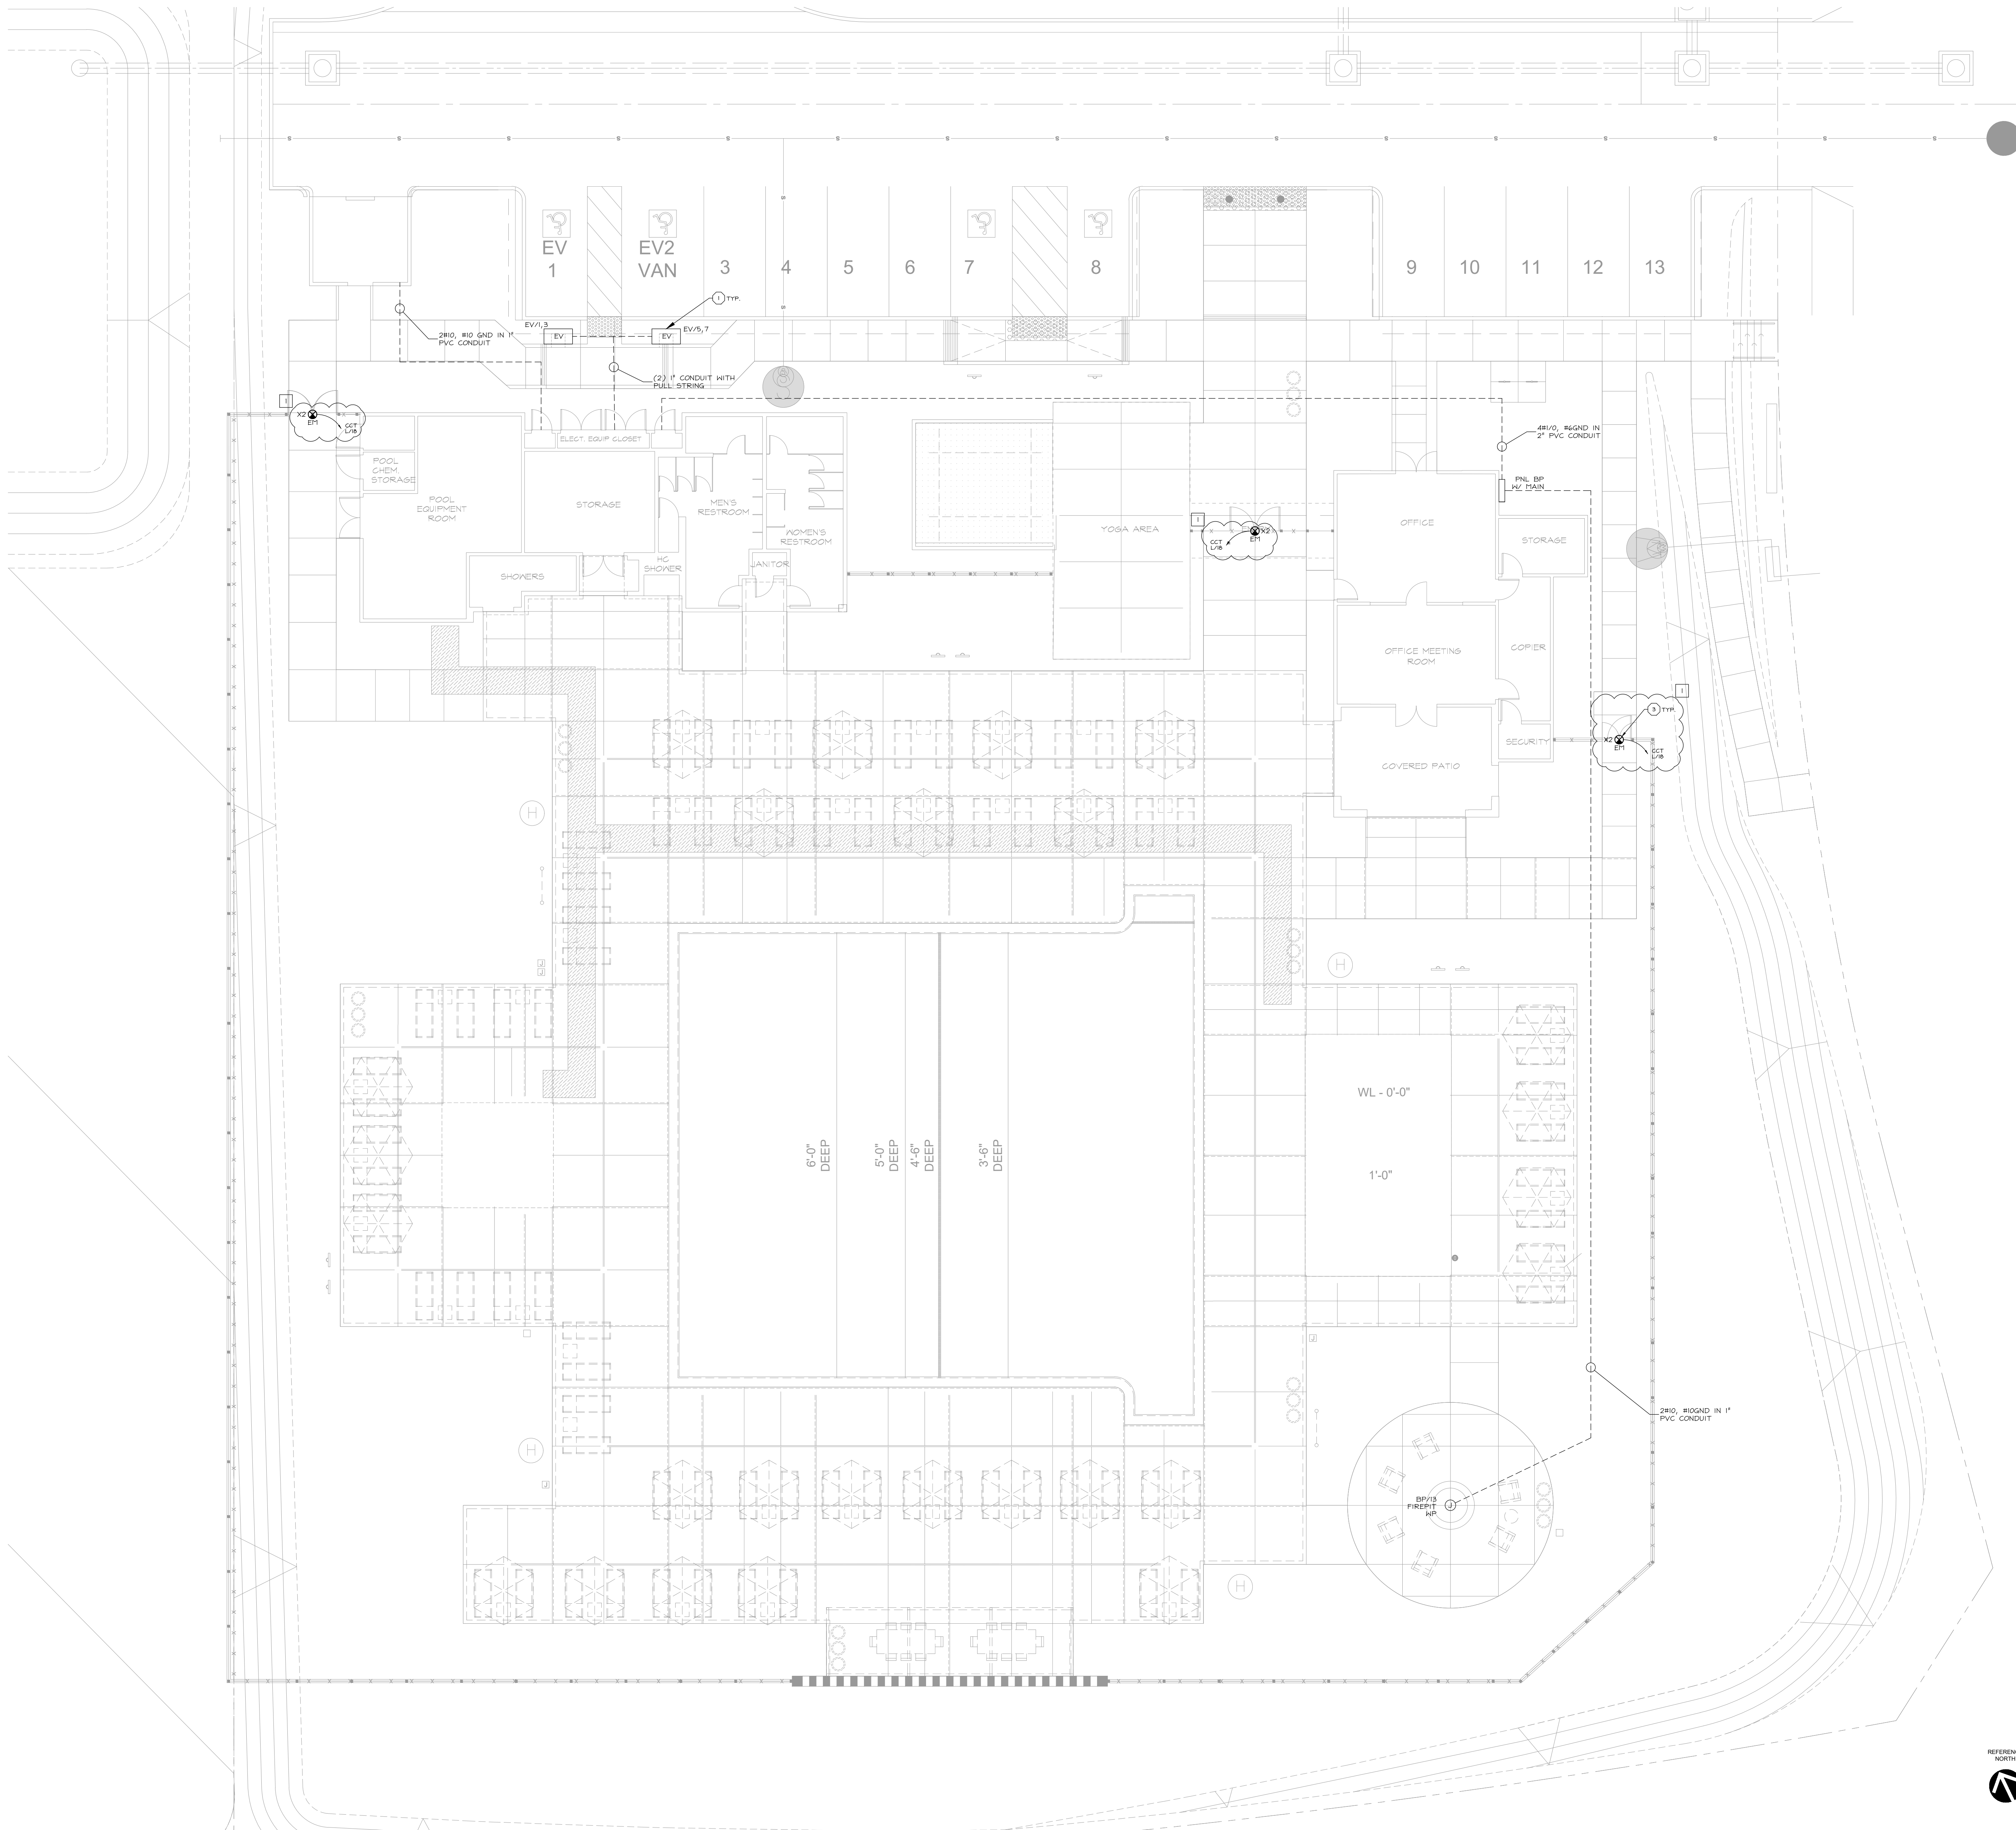 EV
1
EV2
VAN
3
4
5
6
7
8
9
10
11
12
13
1 TYP.
EV/1,3
EV
EV
EV/5,7
2#10, #10 GND IN 1"
PVC CONDUIT
(2) 1" CONDUIT WITH
PULL STRING
1
X2
EM
CCT
L/18
ELECT. EQUIP CLOSET
4#1/0, #6GND IN
2" PVC CONDUIT
POOL
CHEM.
STORAGE
POOL
EQUIPMENT
ROOM
STORAGE
MEN'S
RESTROOM
WOMEN'S
RESTROOM
HC
SHOWER
JANITOR
SHOWERS
YOGA AREA
1
X2
EM
CCT
L/18
PNL BP
W/ MAIN
OFFICE
STORAGE
OFFICE MEETING
ROOM
COPIER
1
3 TYP.
X2
EM
CCT
L/18
SECURITY
COVERED PATIO
H
H
J
J
6'-0"
DEEP
5'-0"
DEEP
4'-6"
DEEP
3'-6"
DEEP
WL - 0'-0"
1'-0"
J
2#10, #10GND IN 1"
PVC CONDUIT
H
J
BP/13
FIREPIT
WP
J
H
NORTH